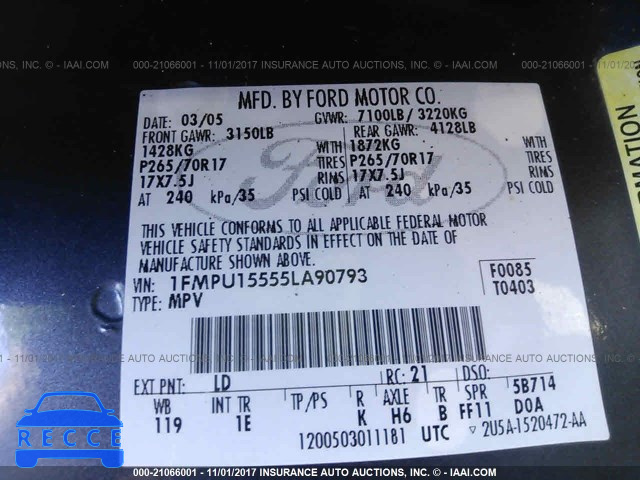 000-21066001 - 11/01/2017 INSURANCE AUTO AUCTIONS, INC. - IAAI.COM
MFD. BY FORD MOTOR CO.
DATE: 03/05 GVWR: 7100LB/ 3220KG
FRONT GAWR: 3150LB REAR GAWR: 4128LB
1428KG WITH 1872KG WITH
P265/70R17 TIRES P265/70R17 TIRES
17X7.5J RIMS 17X7.5J RIMS
AT 240 kPa/35 PSI COLD AT 240 kPa/35 PSI COLD
Ford
THIS VEHICLE CONFORMS TO ALL APPLICABLE FEDERAL MOTOR
VEHICLE SAFETY STANDARDS IN EFFECT ON THE DATE OF
MANUFACTURE SHOWN ABOVE.
VIN: 1FMPU15555LA90793 F0085
TYPE: MPV T0403
EXT PNT: LD RC: 21 DSO:
WB INT TR TP/PS R AXLE TR SPR 5B714
119 1E K H6 B FF11 D0A
1200503011181 UTC ▽ 2U5A-1520472-AA
RMATION
000-21066001 - 11/01/2017 INSURANCE AUTO AUCTIONS, INC. - IAAI.COM
000-21066001 - 11/01/2017 INSURANCE AUTO AUCTIONS, INC. - IAAI.COM